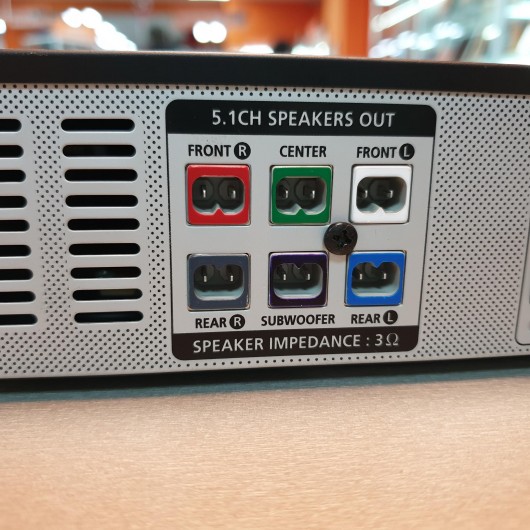 5.1CH SPEAKERS OUT
FRONT R CENTER FRONT L
REAR R SUBWOOFER REAR L
SPEAKER IMPEDANCE : 3Ω